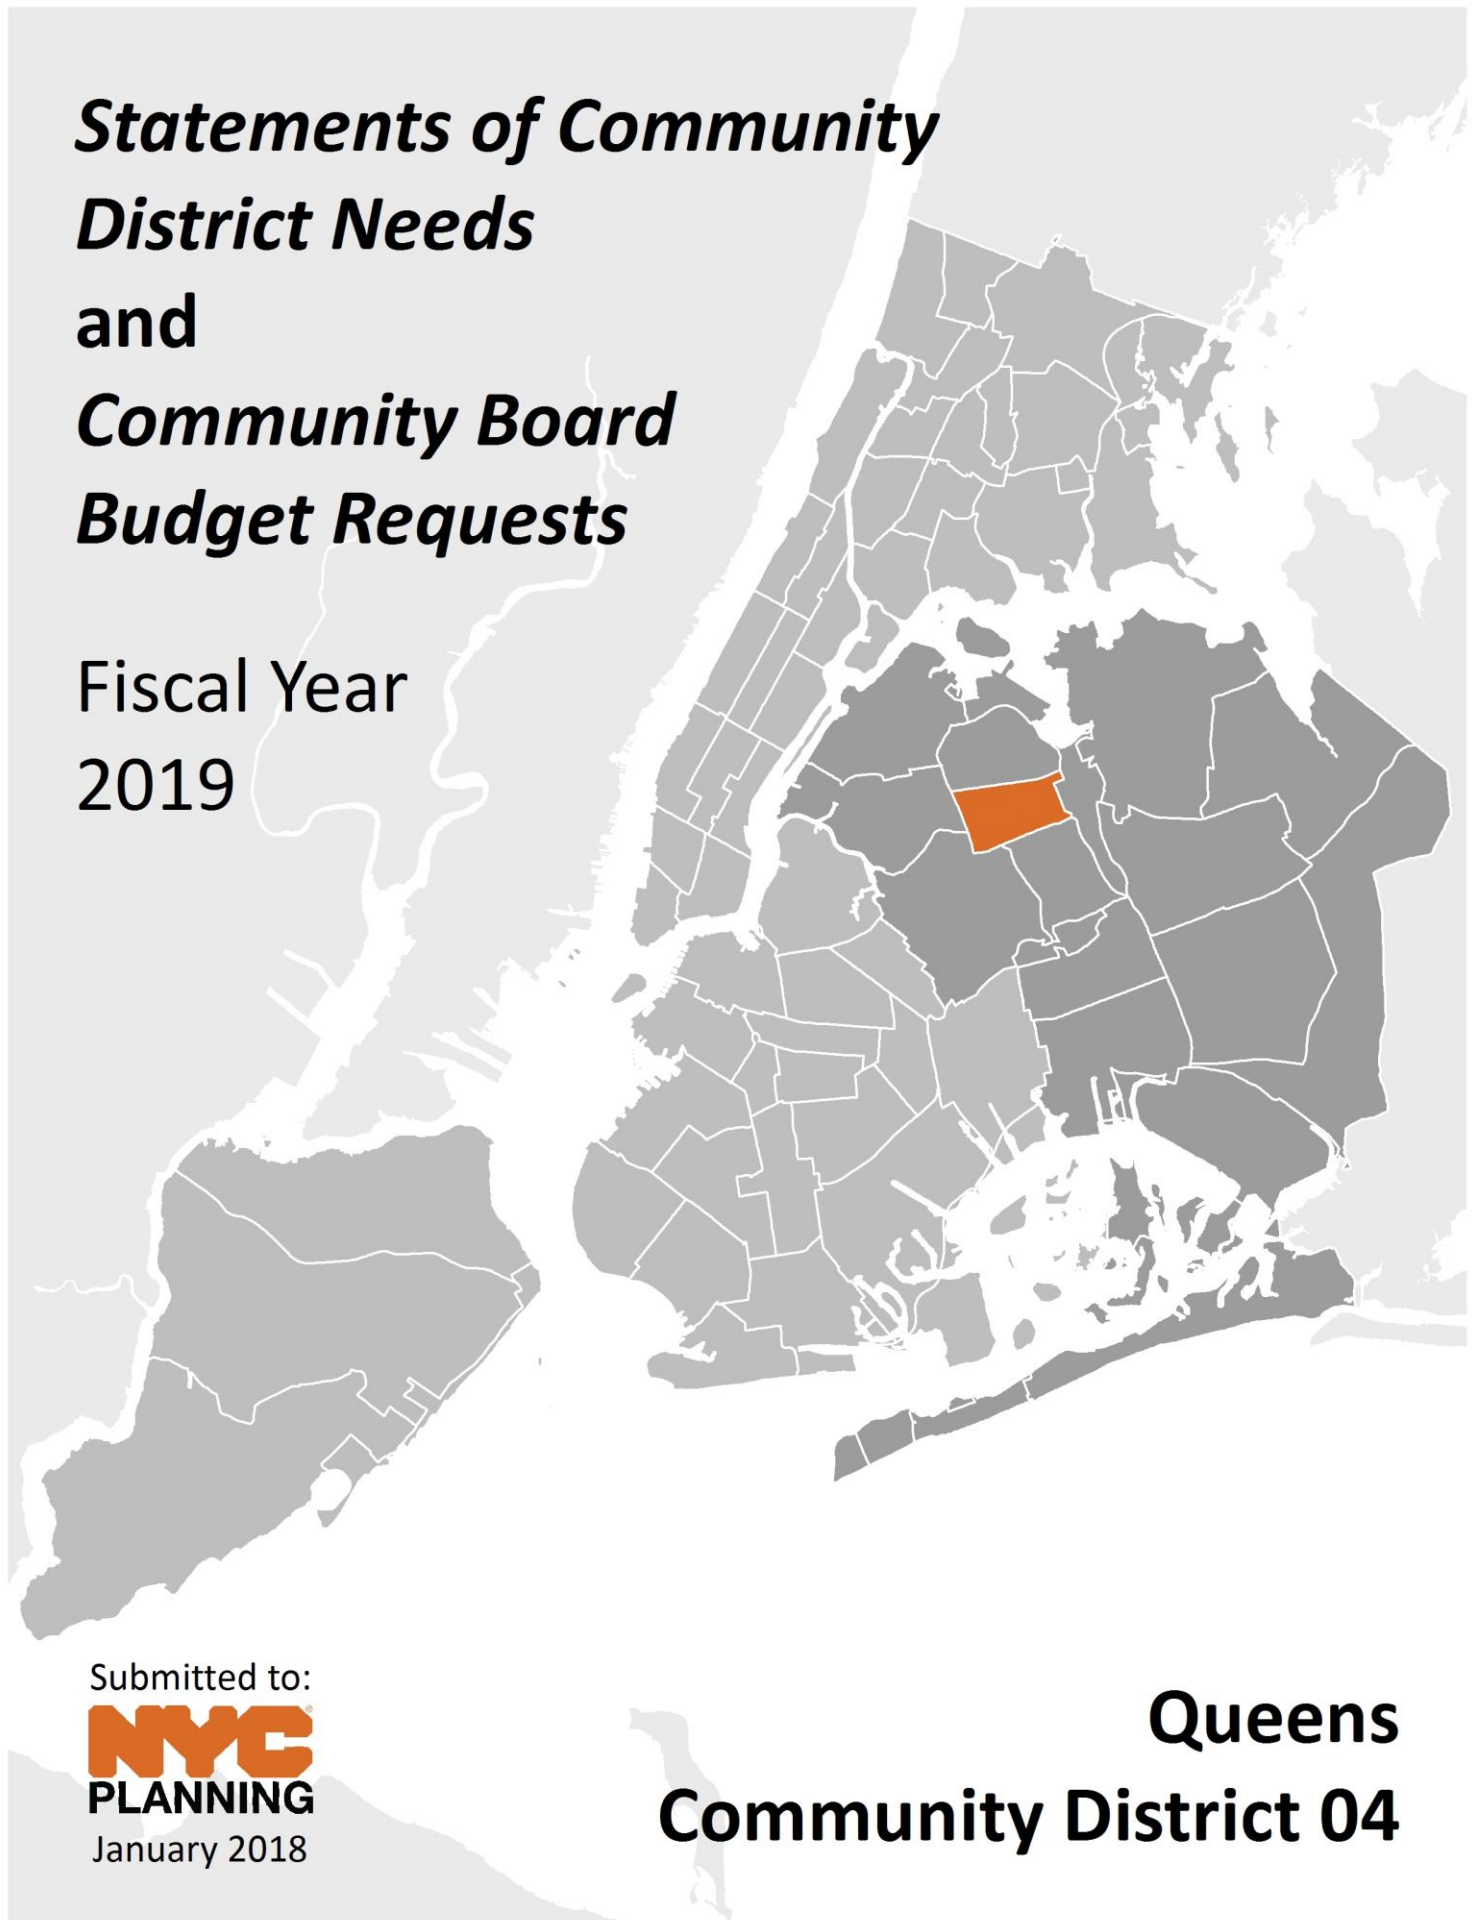 Statements of Community
District Needs
and
Community Board
Budget Requests
Fiscal Year
2019
Submitted to:
NYC
PLANNING
January 2018
Queens
Community District 04